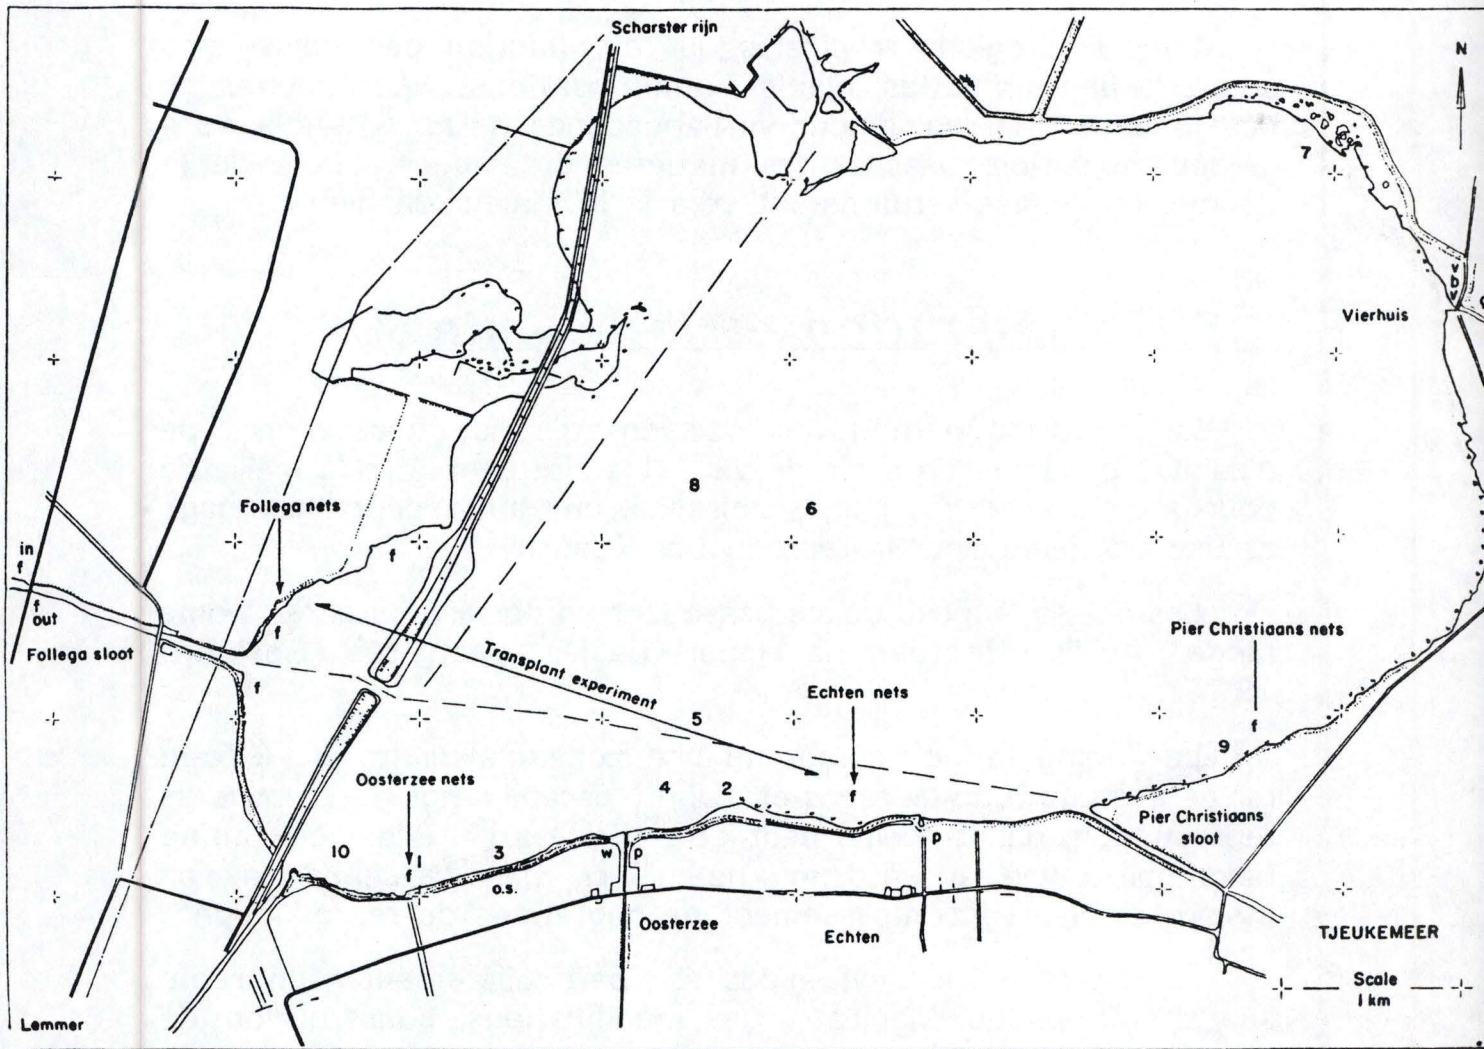 Scharster rijn
N
7
Vierhuis
v
b
v
8
6
Follega nets
in
f
f
out
f
f
f
Follega sloot
Transplant experiment
5
Pier Christiaans nets
f
9
Echten nets
f
Oosterzee nets
4
2
10
1
f
3
o.s.
w
p
p
Pier Christiaans
sloot
Oosterzee
Echten
TJEUKEMEER
Scale
1 km
Lemmer